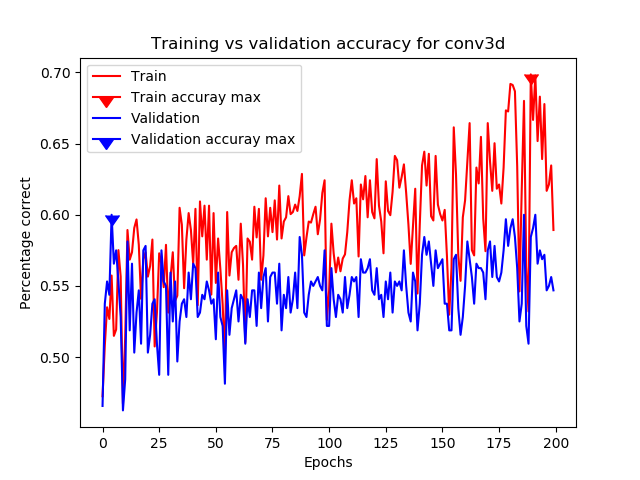 Training vs validation accuracy for conv3d
Train
Train accuray max
Validation
Validation accuray max
0.70
0.65
0.60
0.55
0.50
Percentage correct
0 25 50 75 100 125 150 175 200
Epochs